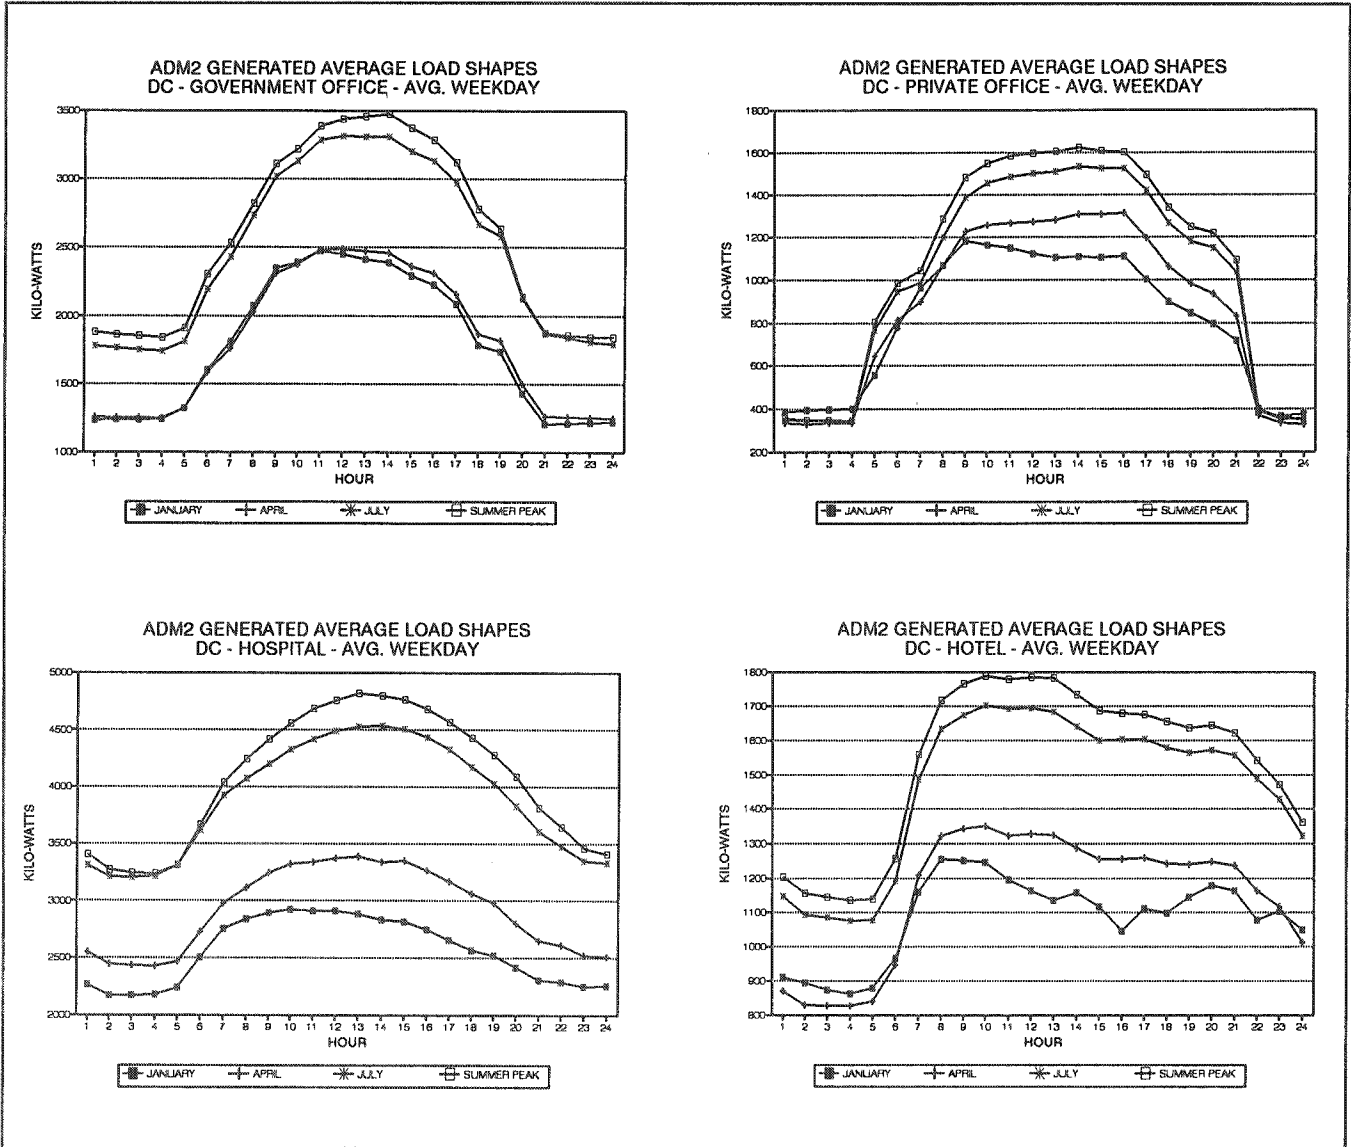 ADM2 GENERATED AVERAGE LOAD SHAPES
DC - GOVERNMENT OFFICE - AVG. WEEKDAY
KILO-WATTS
3500
3000
2500
2000
1500
1000
1 2 3 4 5 6 7 8 9 10 11 12 13 14 15 16 17 18 19 20 21 22 23 24
HOUR
JANUARY APRIL JULY SUMMER PEAK
ADM2 GENERATED AVERAGE LOAD SHAPES
DC - PRIVATE OFFICE - AVG. WEEKDAY
KILO-WATTS
1800
1600
1400
1200
1000
800
600
400
200
1 2 3 4 5 6 7 8 9 10 11 12 13 14 15 16 17 18 19 20 21 22 23 24
HOUR
JANUARY APRIL JULY SUMMER PEAK
ADM2 GENERATED AVERAGE LOAD SHAPES
DC - HOSPITAL - AVG. WEEKDAY
KILO-WATTS
5000
4500
4000
3500
3000
2500
2000
1 2 3 4 5 6 7 8 9 10 11 12 13 14 15 16 17 18 19 20 21 22 23 24
HOUR
JANUARY APRIL JULY SUMMER PEAK
ADM2 GENERATED AVERAGE LOAD SHAPES
DC - HOTEL - AVG. WEEKDAY
KILO-WATTS
1800
1700
1600
1500
1400
1300
1200
1100
1000
900
800
1 2 3 4 5 6 7 8 9 10 11 12 13 14 15 16 17 18 19 20 21 22 23 24
HOUR
JANUARY APRIL JULY SUMMER PEAK